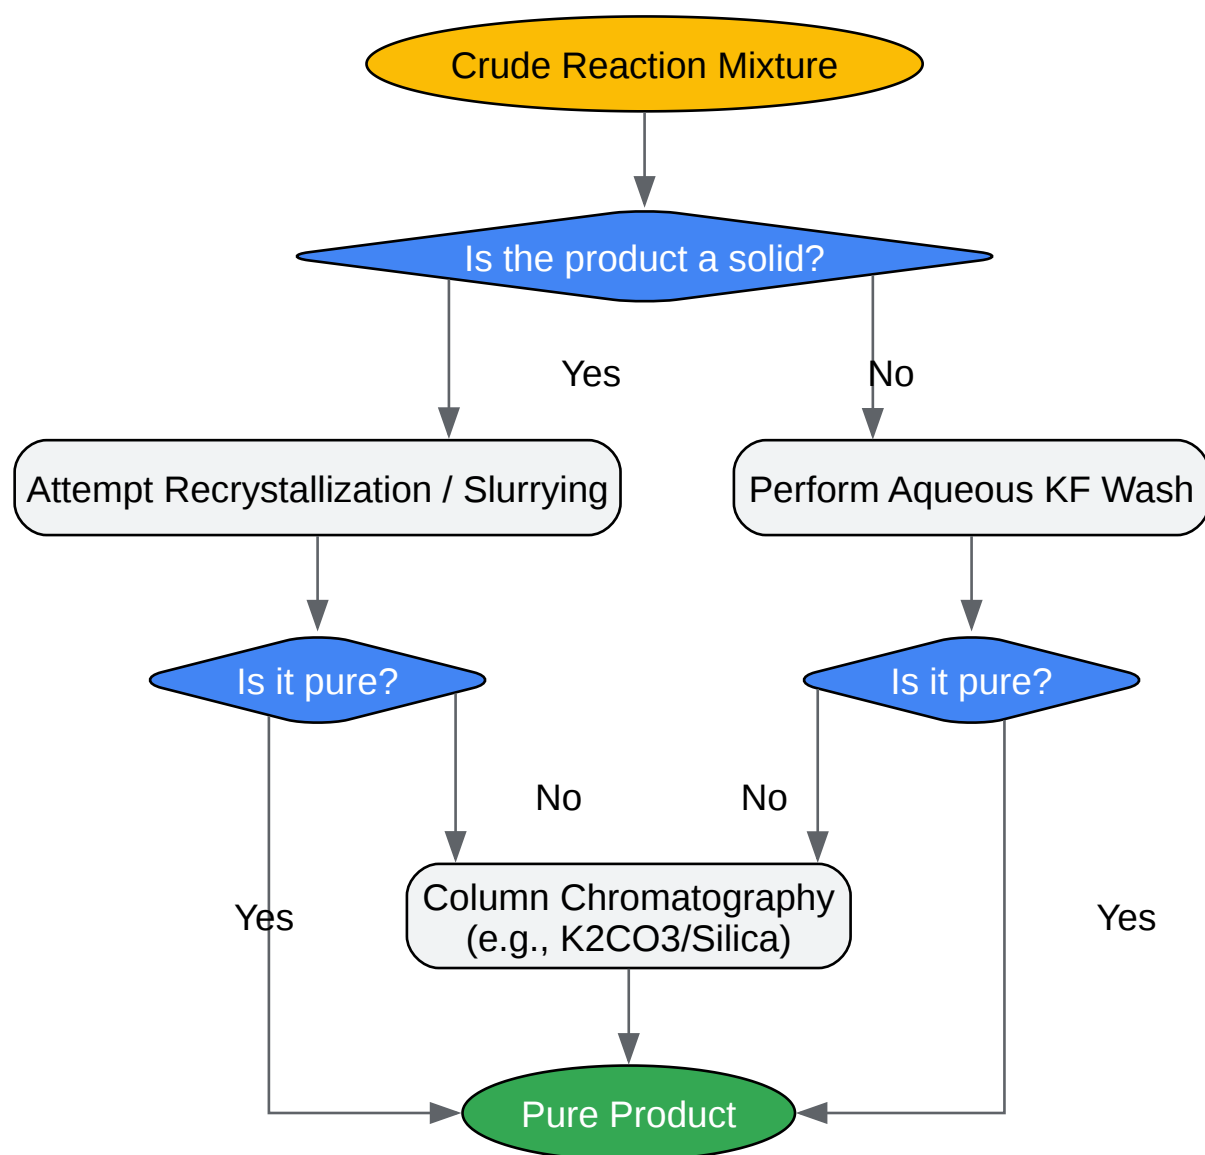 Crude Reaction Mixture
Is the product a solid?
Yes
No
Attempt Recrystallization / Slurrying
Perform Aqueous KF Wash
Is it pure?
Is it pure?
No
No
Column Chromatography
(e.g., K2CO3/Silica)
Yes
Yes
Pure Product